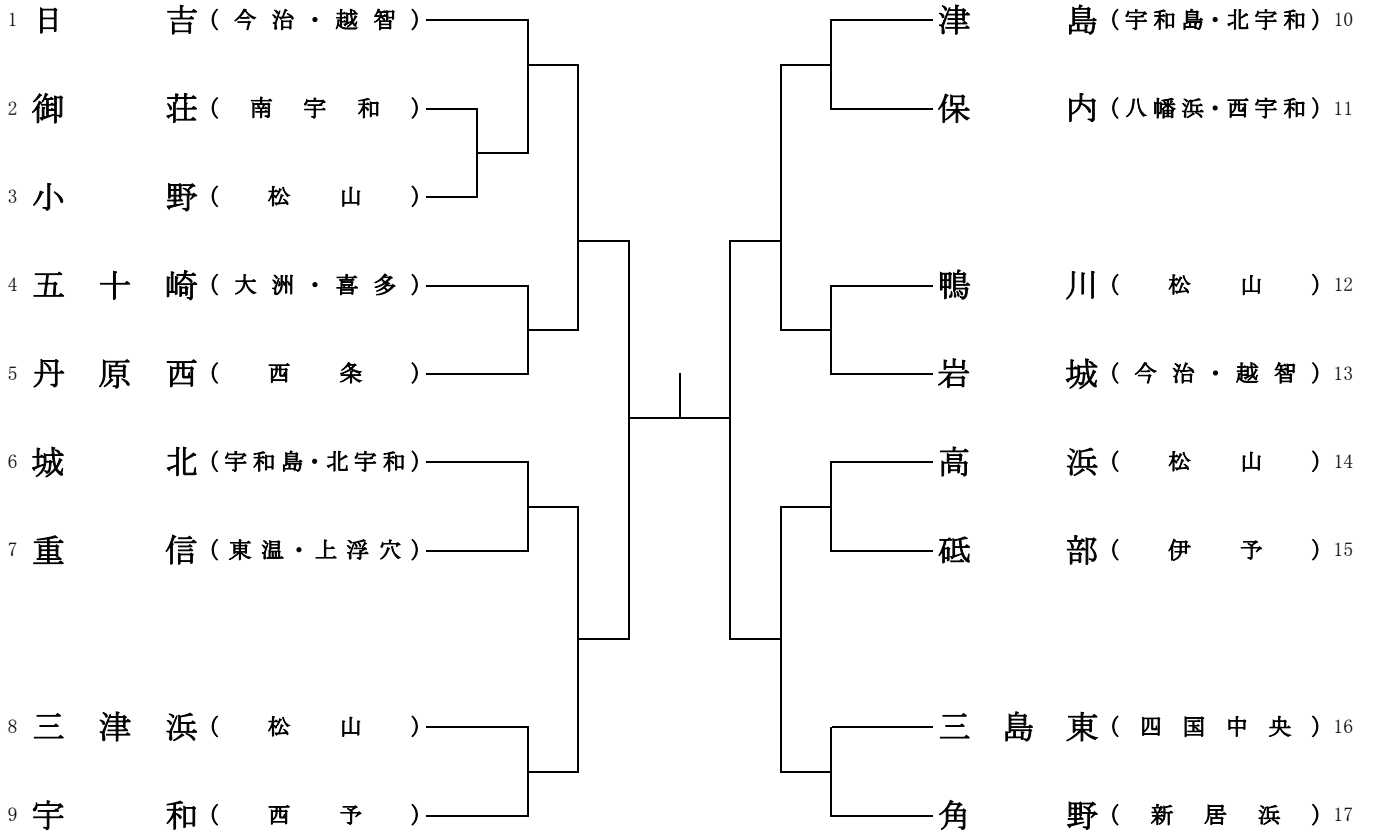 1 日吉(今治・越智)
2 御荘(南宇和)
3 小野(松山)
4 五十崎(大洲・喜多)
5 丹原西(西条)
6 城北(宇和島・北宇和)
7 重信(東温・上浮穴)
8 三津浜(松山)
9 宇和(西予)
津島(宇和島・北宇和) 10
保内(八幡浜・西宇和) 11
鴨川(松山) 12
岩城(今治・越智) 13
高浜(松山) 14
砥部(伊予) 15
三島東(四国中央) 16
角野(新居浜) 17